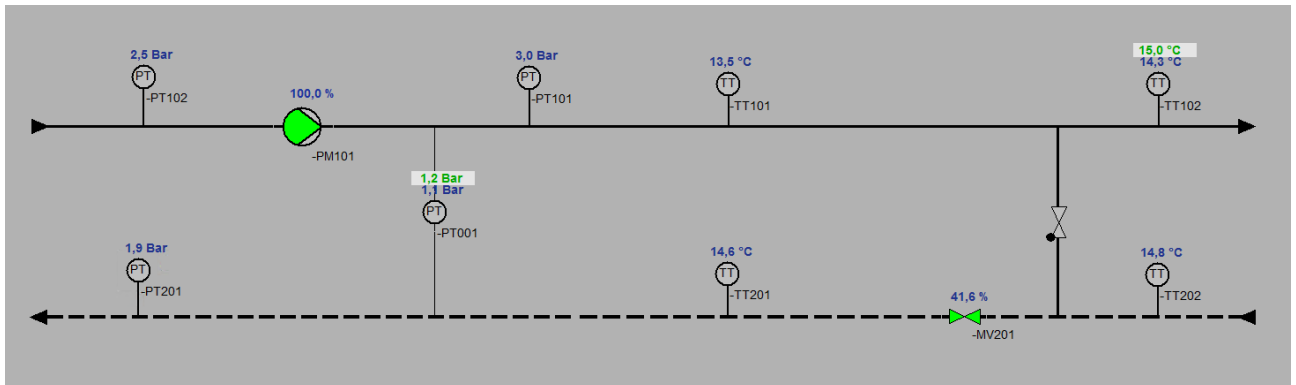 15,0 °C
2,5 Bar
3,0 Bar
13,5 °C
14,3 °C
PT
PT
TT
TT
-PT102
100,0 %
-PT101
-TT101
-TT102
-PM101
1,2 Bar
1,1 Bar
PT
-PT001
1,9 Bar
14,6 °C
14,8 °C
PT
TT
TT
-PT201
-TT201
41,6 %
-TT202
-MV201